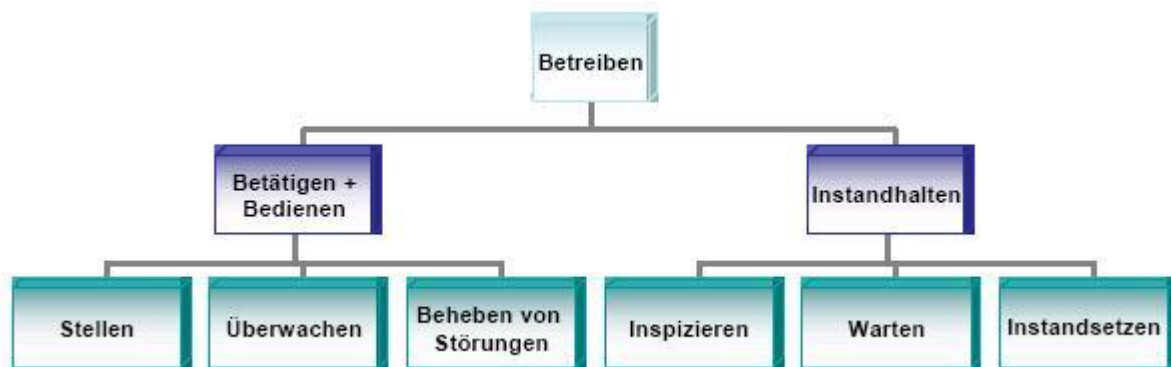 Betreiben
Betätigen +
Bedienen
Instandhalten
Stellen
Überwachen
Beheben von
Störungen
Inspizieren
Warten
Instandsetzen